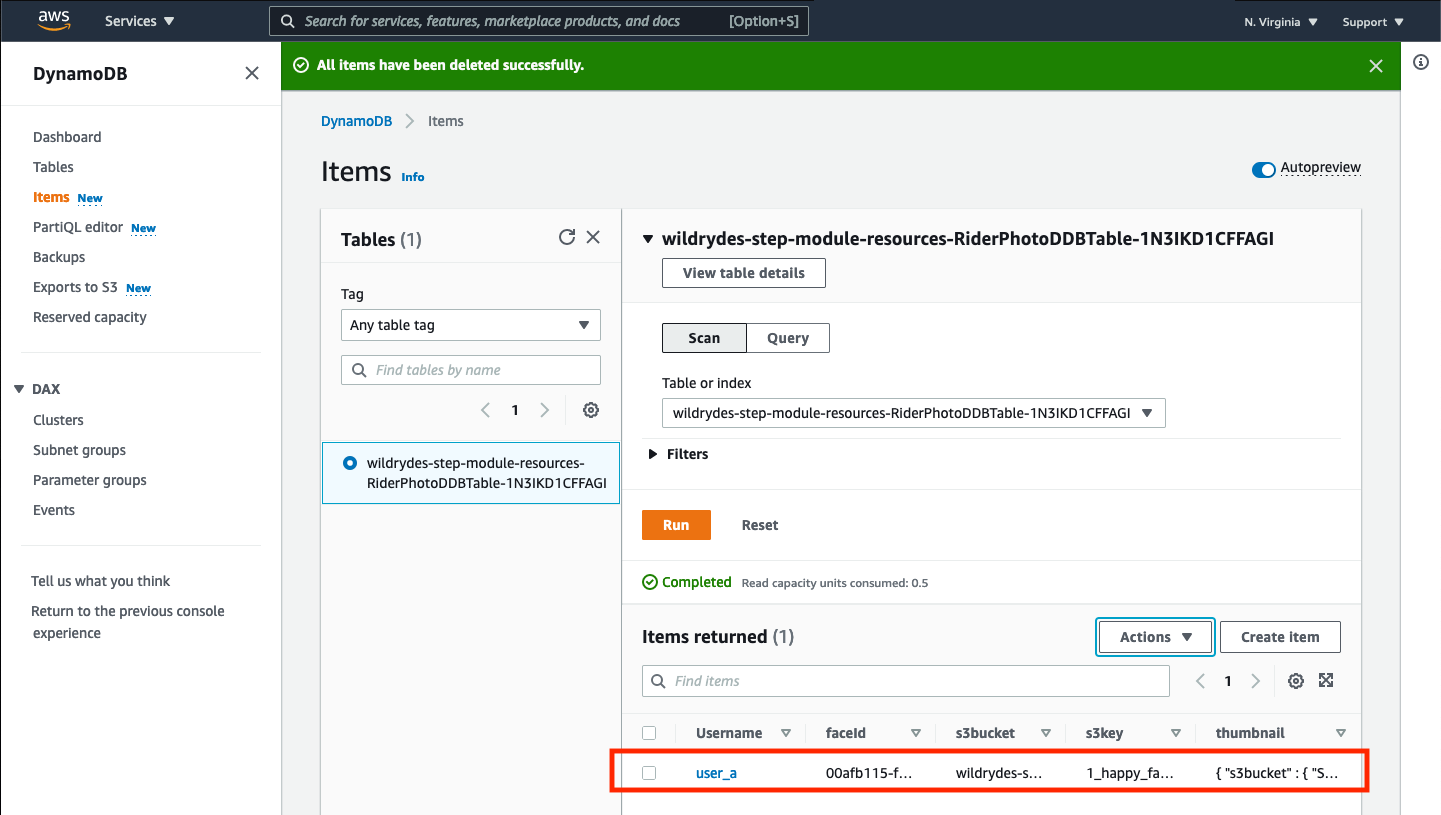 aws
Services
Search for services, features, marketplace products, and docs
[Option+S]
N. Virginia
Support
DynamoDB
Dashboard
Tables
Items New
PartiQL editor New
Backups
Exports to S3 New
Reserved capacity
DAX
Clusters
Subnet groups
Parameter groups
Events
Tell us what you think
Return to the previous console
experience
All items have been deleted successfully.
DynamoDB
Items
Items Info
Autopreview
Tables (1)
Tag
Any table tag
Find tables by name
1
wildrydes-step-module-resources-
RiderPhotoDDBTable-1N3IKD1CFFAGI
wildrydes-step-module-resources-RiderPhotoDDBTable-1N3IKD1CFFAGI
View table details
Scan
Query
Table or index
wildrydes-step-module-resources-RiderPhotoDDBTable-1N3IKD1CFFAGI
Filters
Run
Reset
Completed
Read capacity units consumed: 0.5
Items returned (1)
Actions
Create item
Find items
1
Username faceId s3bucket s3key thumbnail
user_a 00afb115-f... wildrydes-s... 1_happy_fa... { "s3bucket" : { "S...